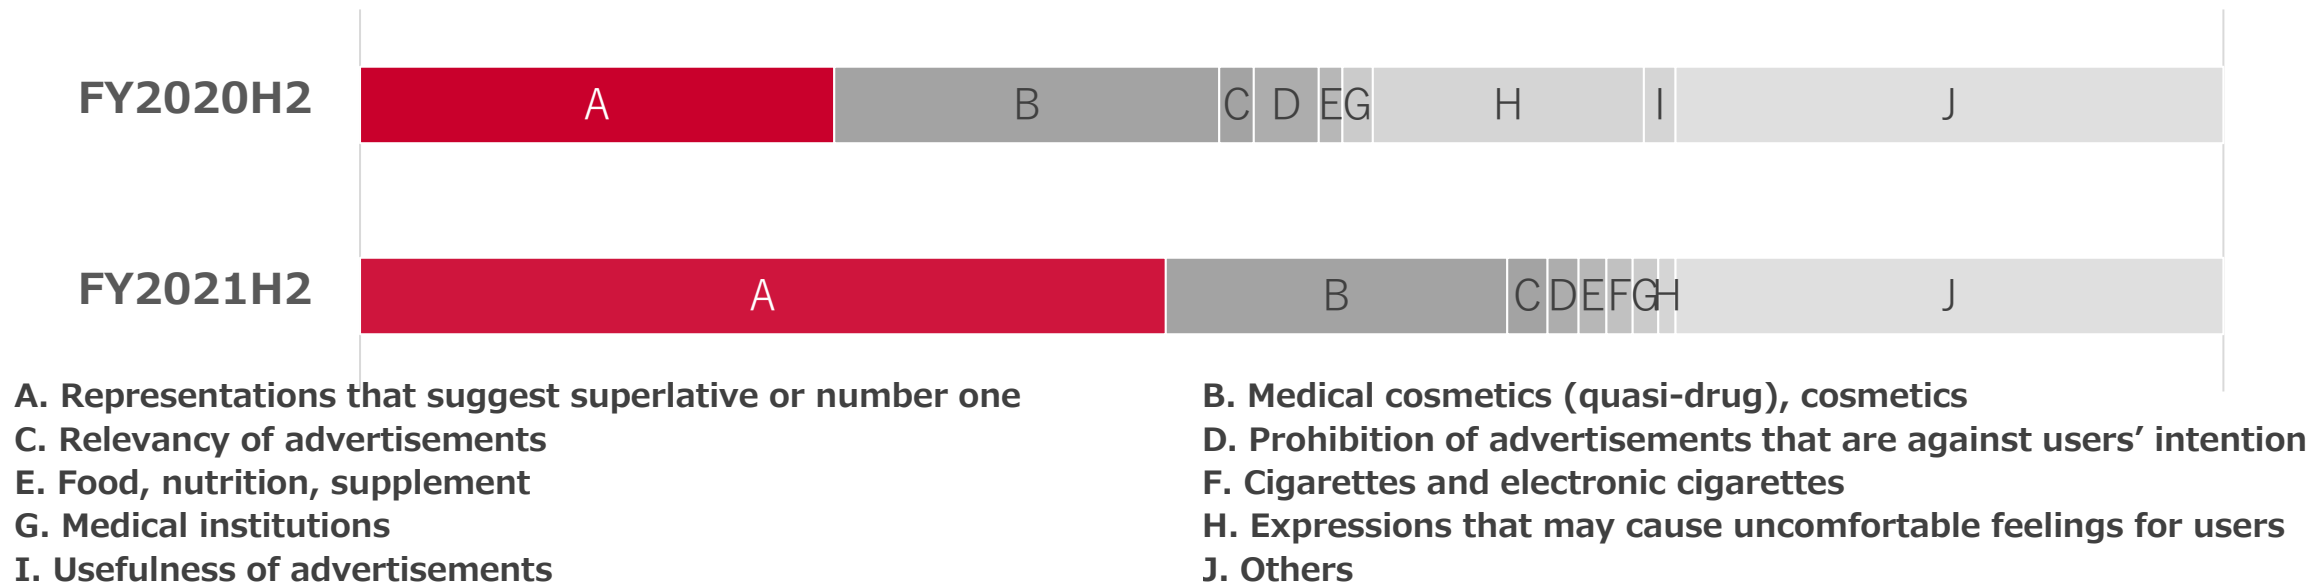 FY2020H2 A B C D E G H I J
FY2021H2 A B C D E F G H J
A. Representations that suggest superlative or number one
B. Medical cosmetics (quasi-drug), cosmetics
C. Relevancy of advertisements
D. Prohibition of advertisements that are against users’ intention
E. Food, nutrition, supplement
F. Cigarettes and electronic cigarettes
G. Medical institutions
H. Expressions that may cause uncomfortable feelings for users
I. Usefulness of advertisements
J. Others